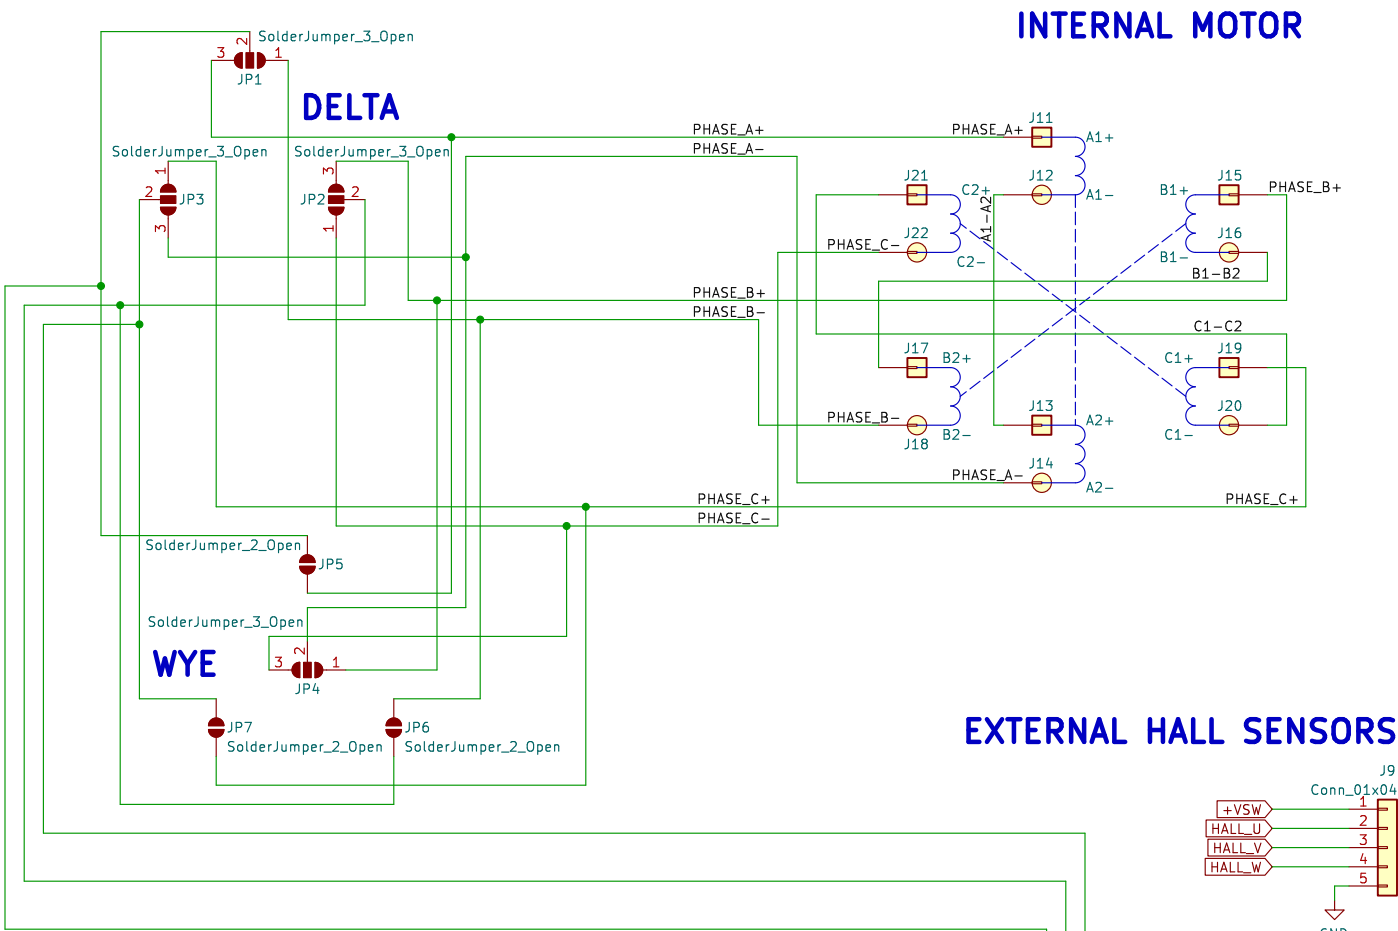 INTERNAL MOTOR
SolderJumper_3_Open
2
3
1
JP1
DELTA
J11
PHASE_A+
PHASE_A+
A1+
PHASE_A-
SolderJumper_3_Open
SolderJumper_3_Open
1
2
JP3
3
3
JP2
2
1
J21
C2+
J12
A1-
A1-A2
B1+
J15
PHASE_B+
J22
PHASE_C-
C2-
J16
B1-
B1-B2
PHASE_B+
PHASE_B-
C1-C2
J17
B2+
C1+
J19
PHASE_B-
J18
B2-
J13
A2+
J20
C1-
J14
PHASE_A-
A2-
PHASE_C+
PHASE_C+
PHASE_C-
SolderJumper_2_Open
JP5
SolderJumper_3_Open
2
3
1
JP4
WYE
JP7
SolderJumper_2_Open
JP6
SolderJumper_2_Open
EXTERNAL HALL SENSORS
J9
Conn_01x04
+VSW
1
HALL_U
2
HALL_V
3
HALL_W
4
5